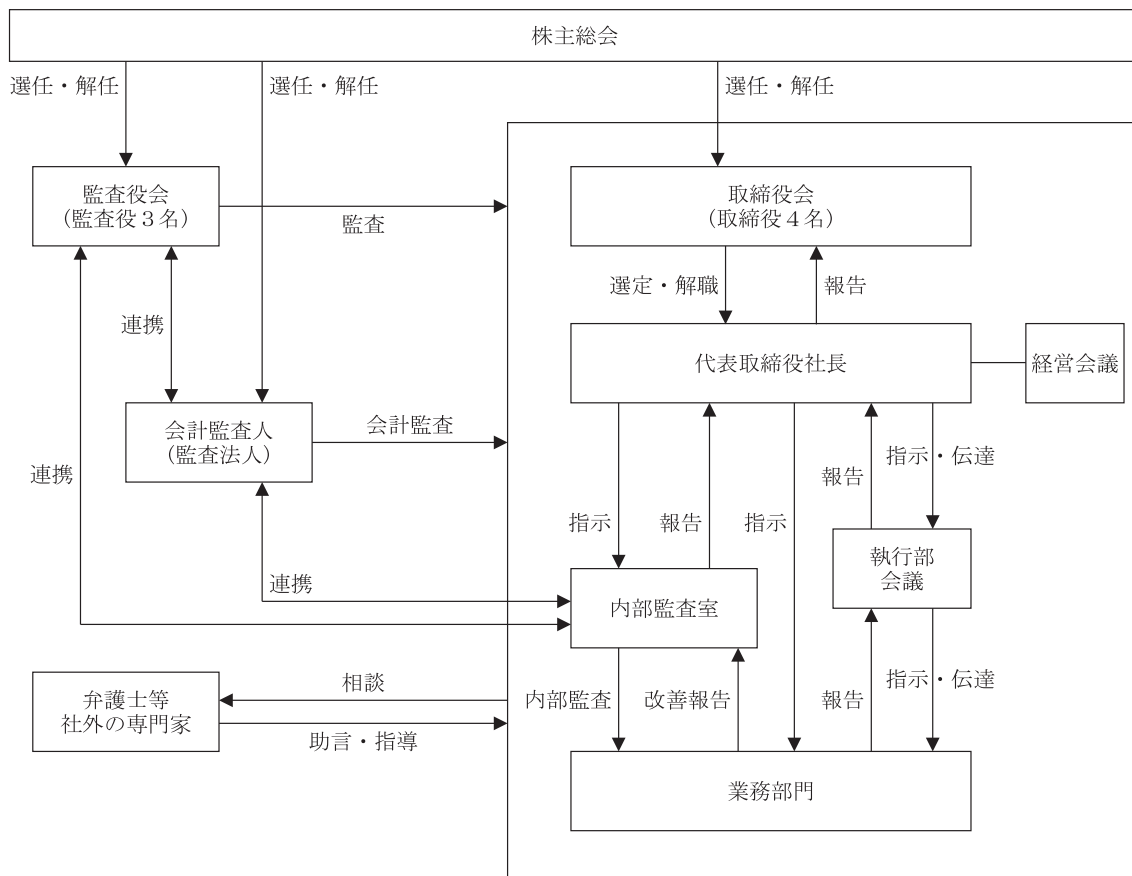 株主総会
選任・解任
選任・解任
選任・解任
監査役会
（監査役３名）
監査
取締役会
（取締役４名）
選定・解職
報告
連携
代表取締役社長
経営会議
会計監査人
（監査法人）
会計監査
連携
指示
報告
指示
報告
指示・伝達
執行部
会議
連携
内部監査室
弁護士等
社外の専門家
相談
助言・指導
内部監査
改善報告
報告
指示・伝達
業務部門